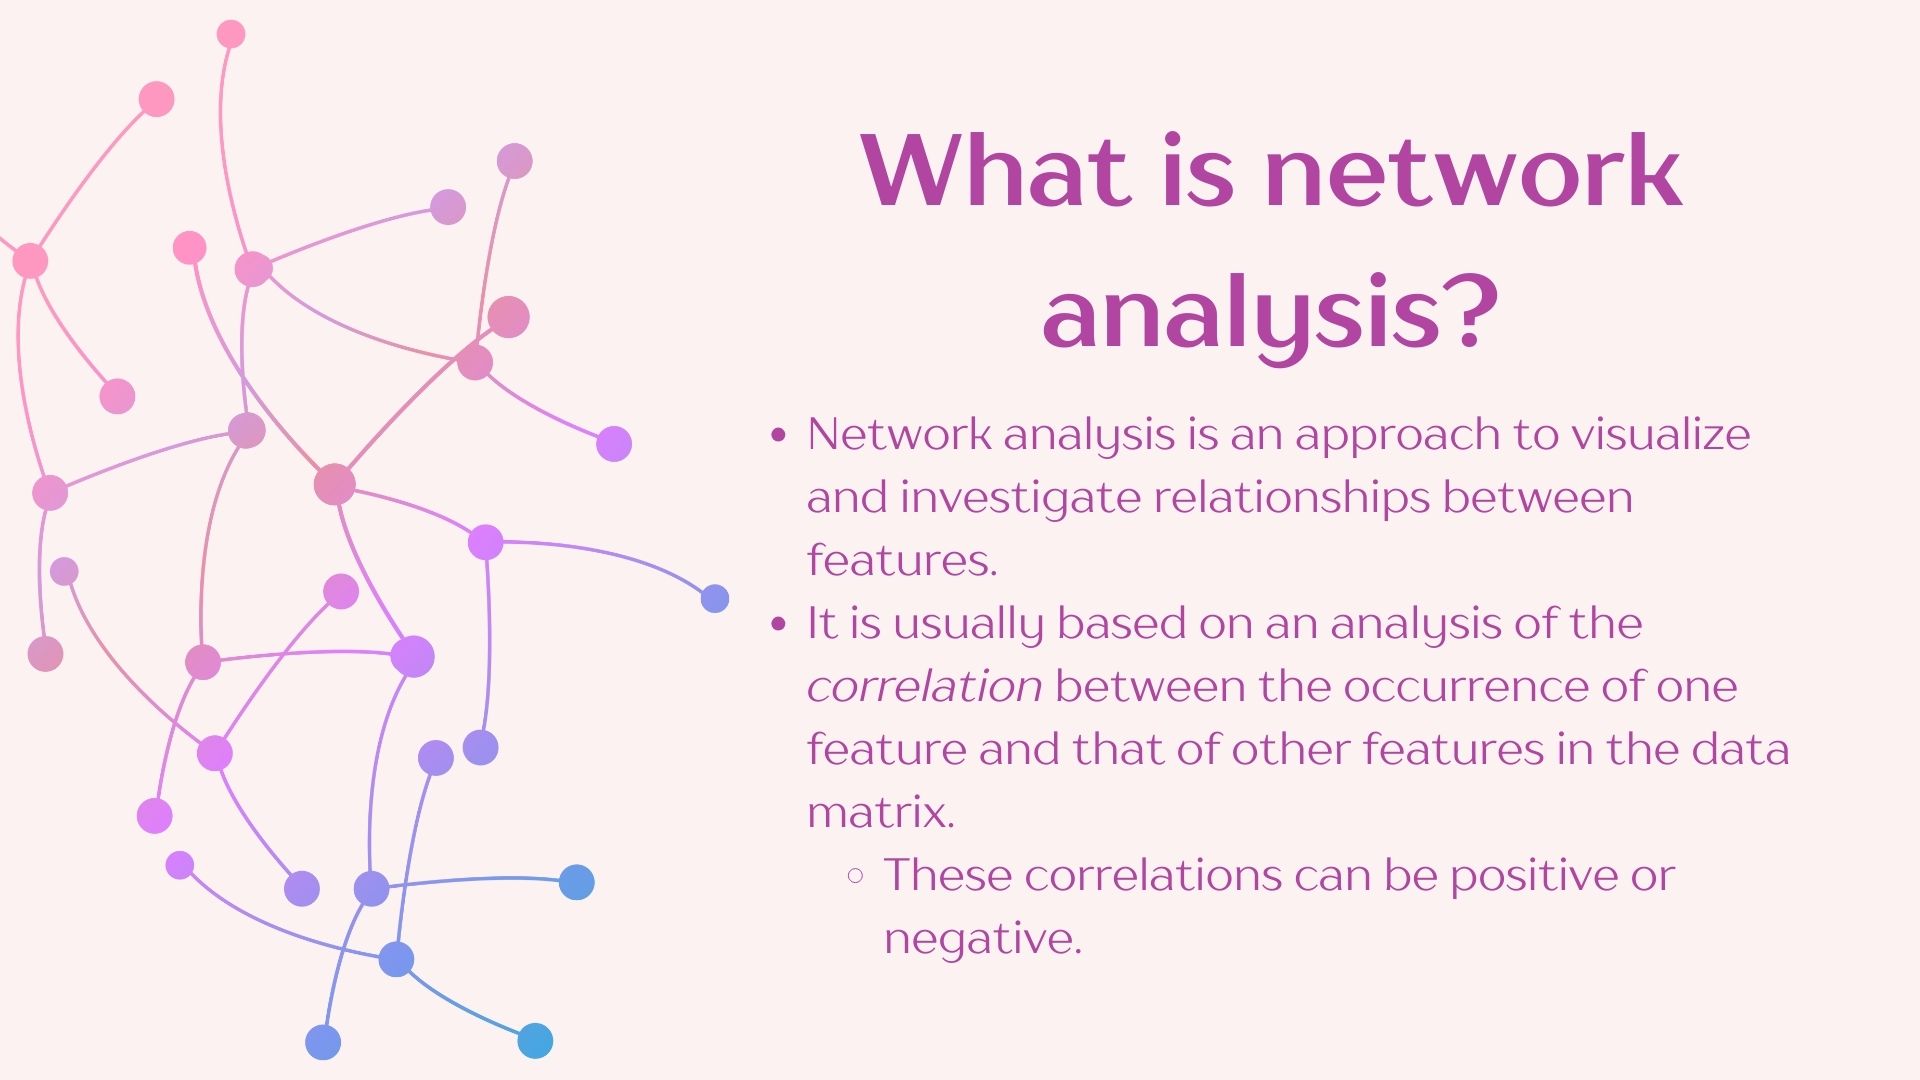 What is network
analysis?
• Network analysis is an approach to visualize
and investigate relationships between
features.
• It is usually based on an analysis of the
correlation between the occurrence of one
feature and that of other features in the data
matrix.
◦ These correlations can be positive or
negative.